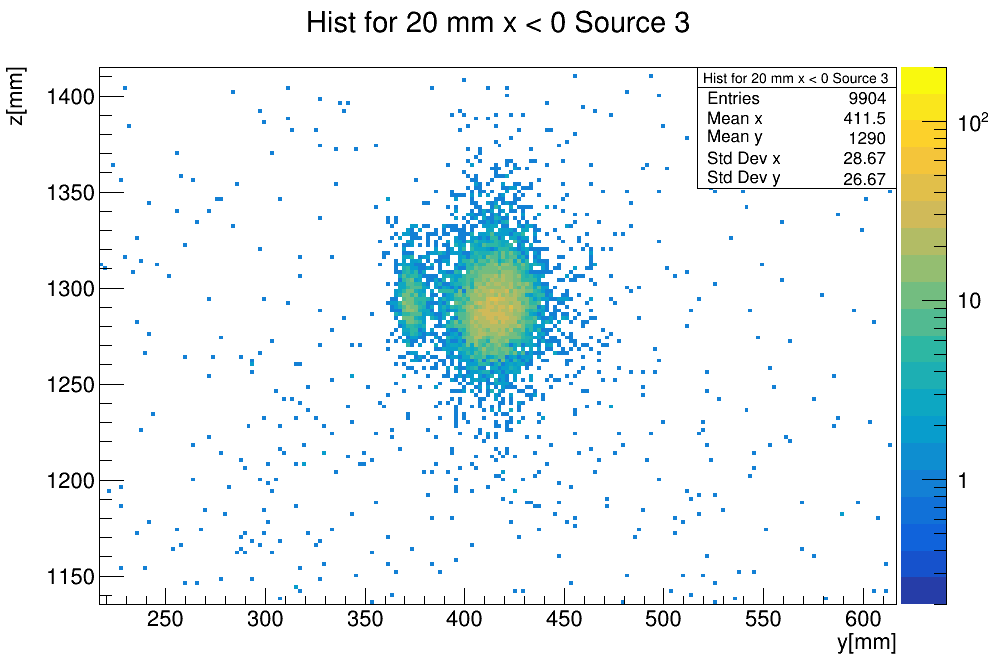 Hist for 20 mm x < 0 Source 3
z[mm]
Hist for 20 mm x < 0 Source 3
Entries 9904
Mean x 411.5
Mean y 1290
Std Dev x 28.67
Std Dev y 26.67
1400
1350
1300
1250
1200
1150
250 300 350 400 450 500 550 600
y[mm]
10²
10
1